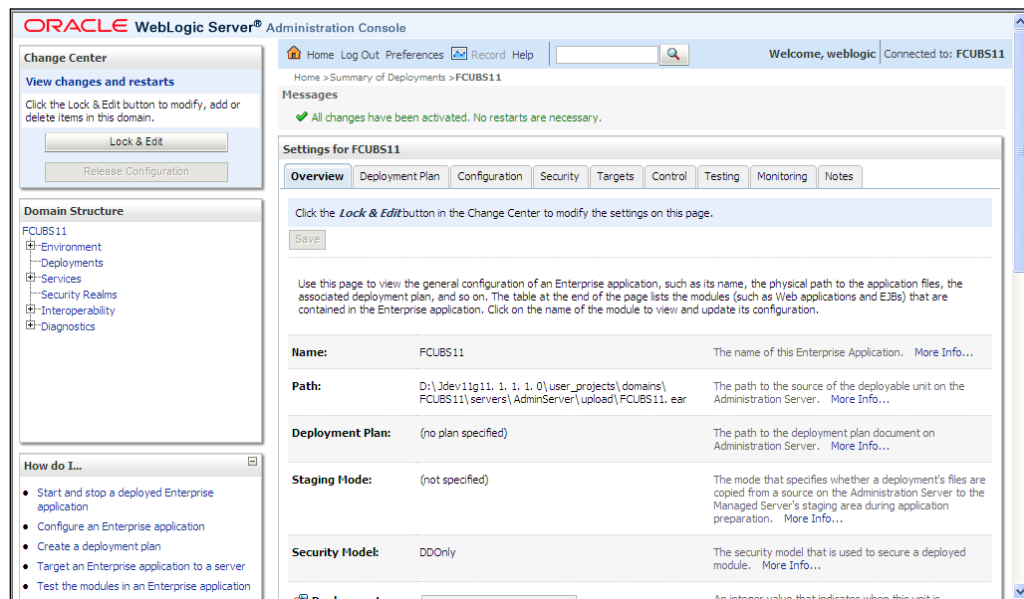 ORACLE WebLogic Server® Administration Console
Change Center
View changes and restarts
Click the Lock & Edit button to modify, add or
delete items in this domain.
Lock & Edit
Release Configuration
Domain Structure
FCUBS11
Environment
Deployments
Services
Security Realms
Interoperability
Diagnostics
How do I...
Start and stop a deployed Enterprise
application
Configure an Enterprise application
Create a deployment plan
Target an Enterprise application to a server
Test the modules in an Enterprise application
Home Log Out Preferences Record Help
Welcome, weblogic Connected to: FCUBS11
Home >Summary of Deployments >FCUBS11
Messages
All changes have been activated. No restarts are necessary.
Settings for FCUBS11
Overview Deployment Plan Configuration Security Targets Control Testing Monitoring Notes
Click the Lock & Edit button in the Change Center to modify the settings on this page.
Save
Use this page to view the general configuration of an Enterprise application, such as its name, the physical path to the application files, the
associated deployment plan, and so on. The table at the end of the page lists the modules (such as Web applications and EJBs) that are
contained in the Enterprise application. Click on the name of the module to view and update its configuration.
Name: FCUBS11 The name of this Enterprise Application. More Info...
Path: D:\Jdev11g11. 1. 1. 1. 0\user_projects\domains\ The path to the source of the deployable unit on the
FCUBS11\servers\AdminServer\upload\FCUBS11. ear Administration Server. More Info...
Deployment Plan: (no plan specified) The path to the deployment plan document on
Administration Server. More Info...
Staging Mode: (not specified) The mode that specifies whether a deployment's files are
copied from a source on the Administration Server to the
Managed Server's staging area during application
preparation. More Info...
Security Model: DDOnly The security model that is used to secure a deployed
module. More Info...
An integer value that indicates when this unit is